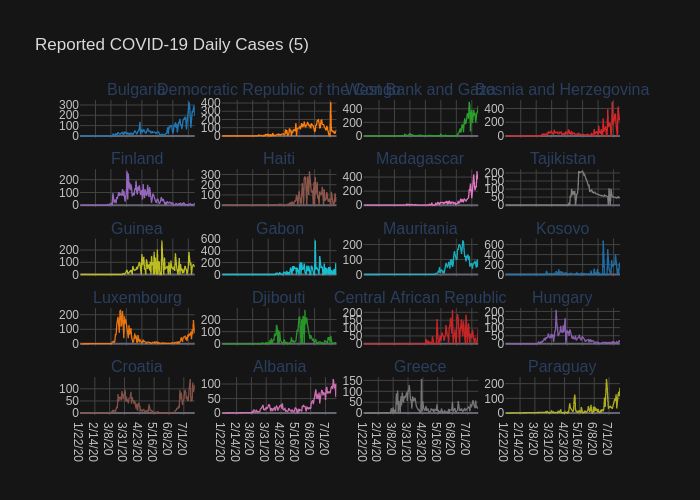 Reported COVID-19 Daily Cases (5)
Bulgaria Democratic Republic of the Congo West Bank and Gaza Bosnia and Herzegovina
300 400 400 400
200 300 200 200
100 200 0 0
0 100
0
Finland Haiti Madagascar Tajikistan
200 300 400 200
100 200 200 150
0 100 0 100
0 50
0
Guinea Gabon Mauritania Kosovo
200 600 200 600
100 400 100 400
0 200 0 200
0 0
Luxembourg Djibouti Central African Republic Hungary
200 200 200 200
100 100 150 150
0 0 100 100
50 50
0 0
Croatia Albania Greece Paraguay
100 100 150 200
50 50 100 100
0 0 50 0
0
1/22/20 2/14/20 3/8/20 3/31/20 4/23/20 5/16/20 6/8/20 7/1/20
1/22/20 2/14/20 3/8/20 3/31/20 4/23/20 5/16/20 6/8/20 7/1/20
1/22/20 2/14/20 3/8/20 3/31/20 4/23/20 5/16/20 6/8/20 7/1/20
1/22/20 2/14/20 3/8/20 3/31/20 4/23/20 5/16/20 6/8/20 7/1/20